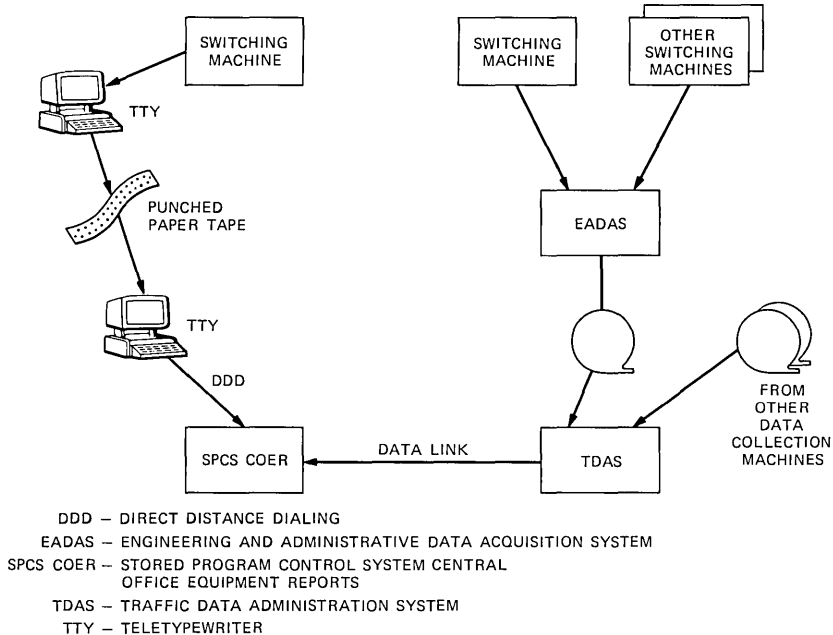 SWITCHING
MACHINE
SWITCHING
MACHINE
OTHER
SWITCHING
MACHINES
TTY
PUNCHED
PAPER TAPE
EADAS
TTY
DDD
FROM
OTHER
DATA
COLLECTION
MACHINES
SPCS COER
DATA LINK
TDAS
DDD – DIRECT DISTANCE DIALING
EADAS – ENGINEERING AND ADMINISTRATIVE DATA ACQUISITION SYSTEM
SPCS COER – STORED PROGRAM CONTROL SYSTEM CENTRAL
OFFICE EQUIPMENT REPORTS
TDAS – TRAFFIC DATA ADMINISTRATION SYSTEM
TTY – TELETYPEWRITER